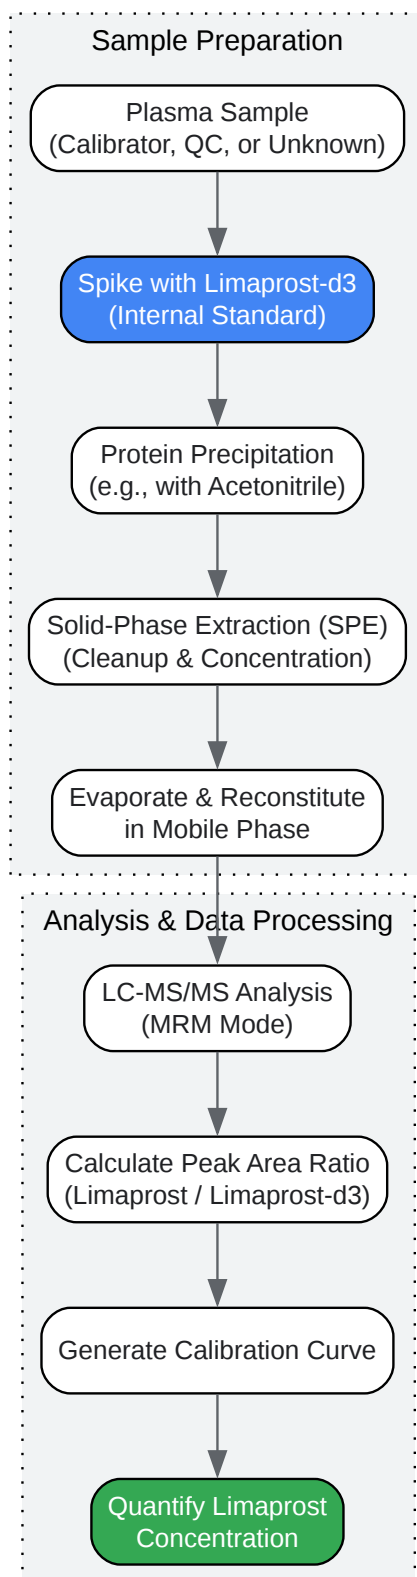 Sample Preparation
Plasma Sample
(Calibrator, QC, or Unknown)
Spike with Limaprost-d3
(Internal Standard)
Protein Precipitation
(e.g., with Acetonitrile)
Solid-Phase Extraction (SPE)
(Cleanup & Concentration)
Evaporate & Reconstitute
in Mobile Phase
Analysis & Data Processing
LC-MS/MS Analysis
(MRM Mode)
Calculate Peak Area Ratio
(Limaprost / Limaprost-d3)
Generate Calibration Curve
Quantify Limaprost
Concentration